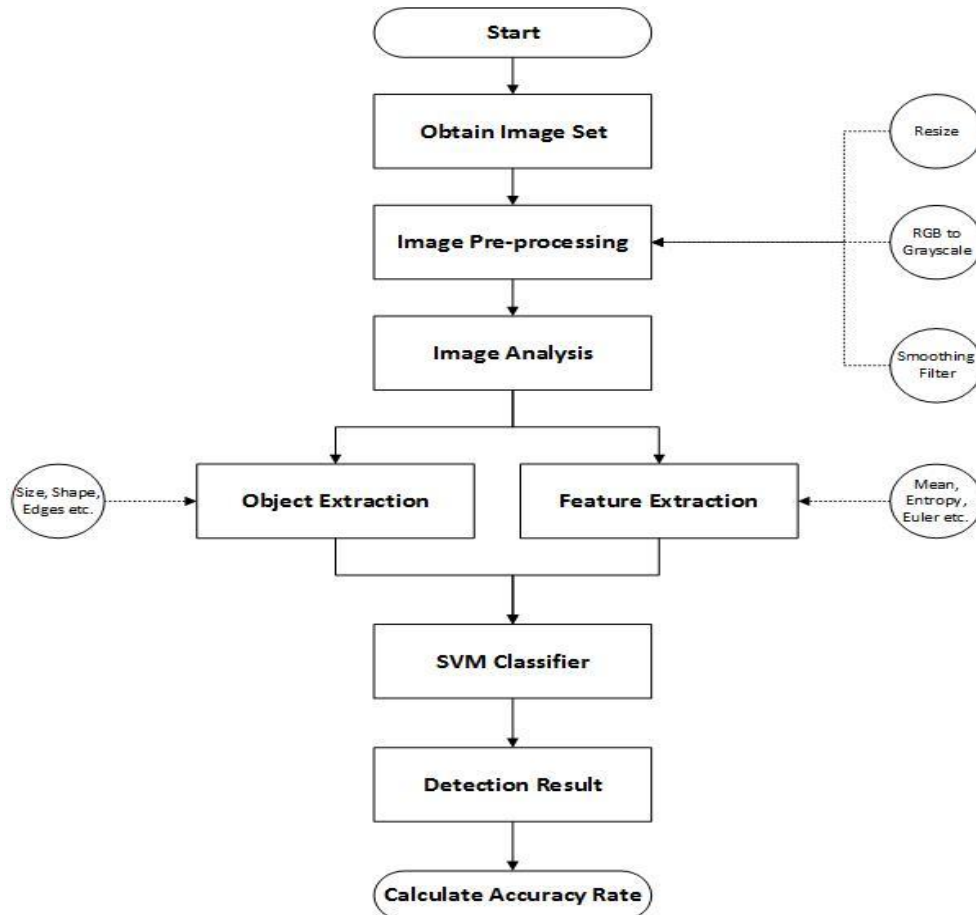 Start
Obtain Image Set
Resize
Image Pre-processing
RGB to
Grayscale
Image Analysis
Smoothing
Filter
Size, Shape,
Edges etc.
Object Extraction
Feature Extraction
Mean,
Entropy,
Euler etc.
SVM Classifier
Detection Result
Calculate Accuracy Rate